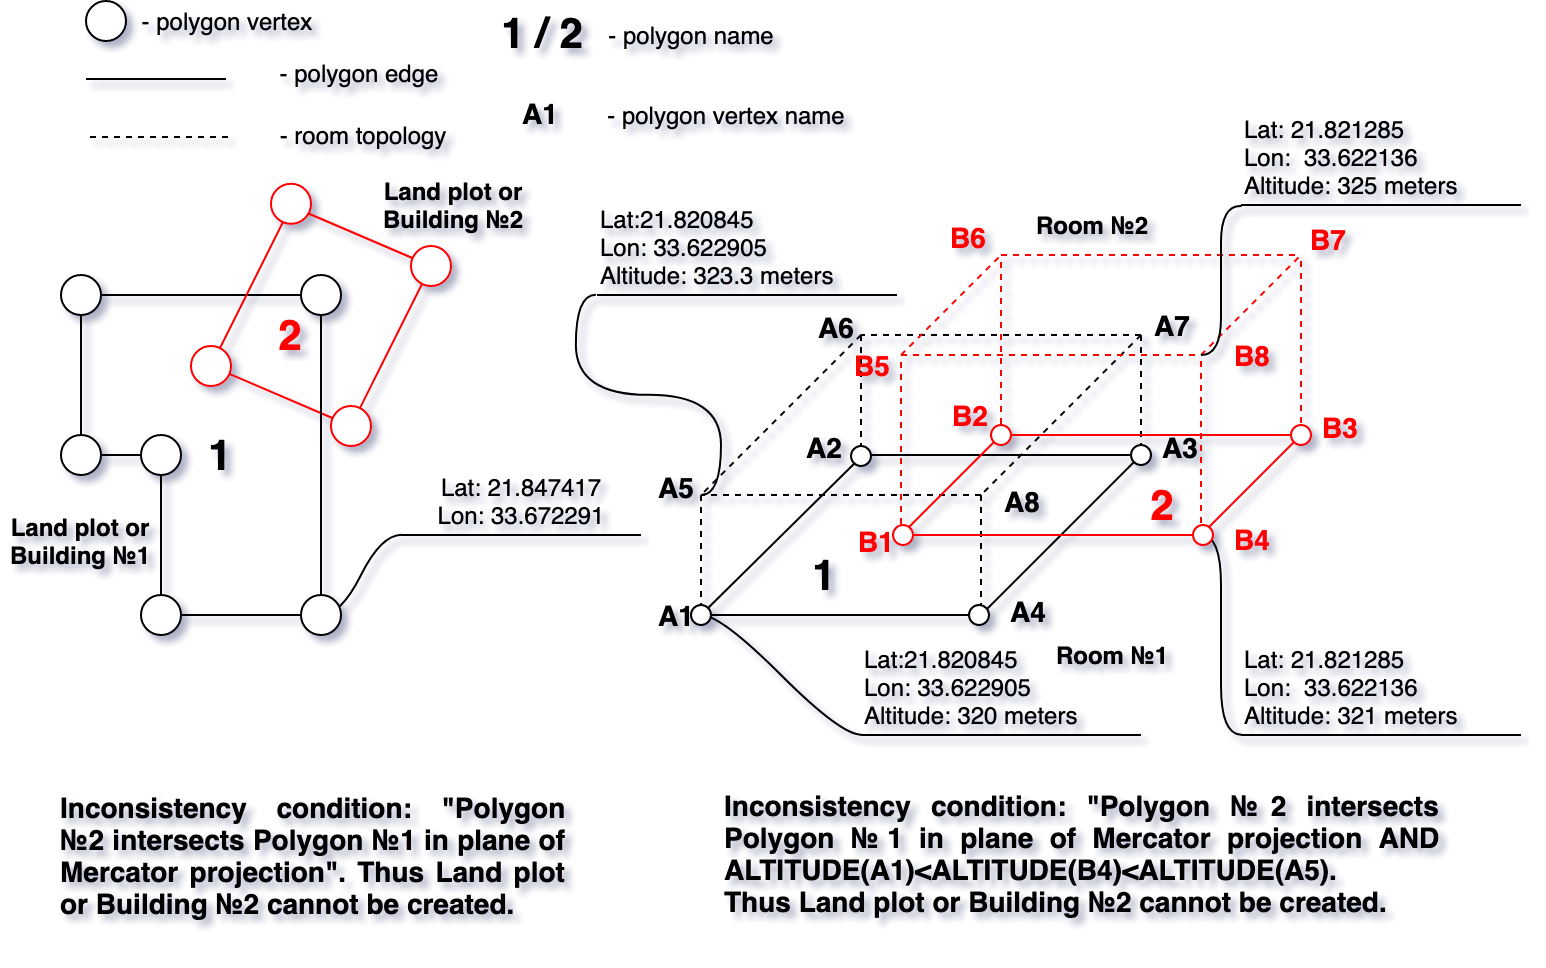 - polygon vertex
- polygon edge
- room topology
1 / 2 - polygon name
A1 - polygon vertex name
Land plot or
Building №2
2
1
Land plot or
Building №1
Lat: 21.847417
Lon: 33.672291
Lat:21.820845
Lon: 33.622905
Altitude: 323.3 meters
Lat: 21.821285
Lon: 33.622136
Altitude: 325 meters
Room №2
B6
B7
A6
A7
B5
B8
B2
B3
A2
A3
A5
A8
2
B1
B4
1
A1
A4
Room №1
Lat:21.820845
Lon: 33.622905
Altitude: 320 meters
Lat: 21.821285
Lon: 33.622136
Altitude: 321 meters
Inconsistency condition: "Polygon
№2 intersects Polygon №1 in plane of
Mercator projection". Thus Land plot
or Building №2 cannot be created.
Inconsistency condition: "Polygon № 2 intersects
Polygon № 1 in plane of Mercator projection AND
ALTITUDE(A1)<ALTITUDE(B4)<ALTITUDE(A5).
Thus Land plot or Building №2 cannot be created.